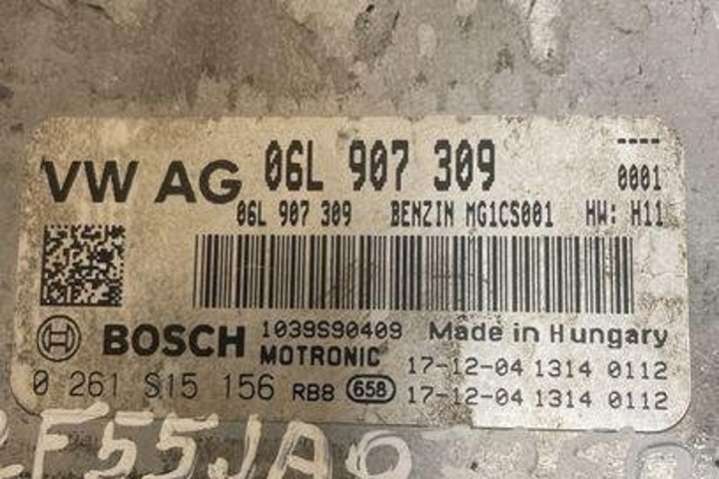 ----
VW AG 06L 907 309 0001
06L 907 309 BENZIN MG1CS001 HW: H11
BOSCH 1039S90409 Made in Hungary
MOTRONIC 17-12-04 1314 0112
0 261 S15 156 RB8 658 17-12-04 1314 0112